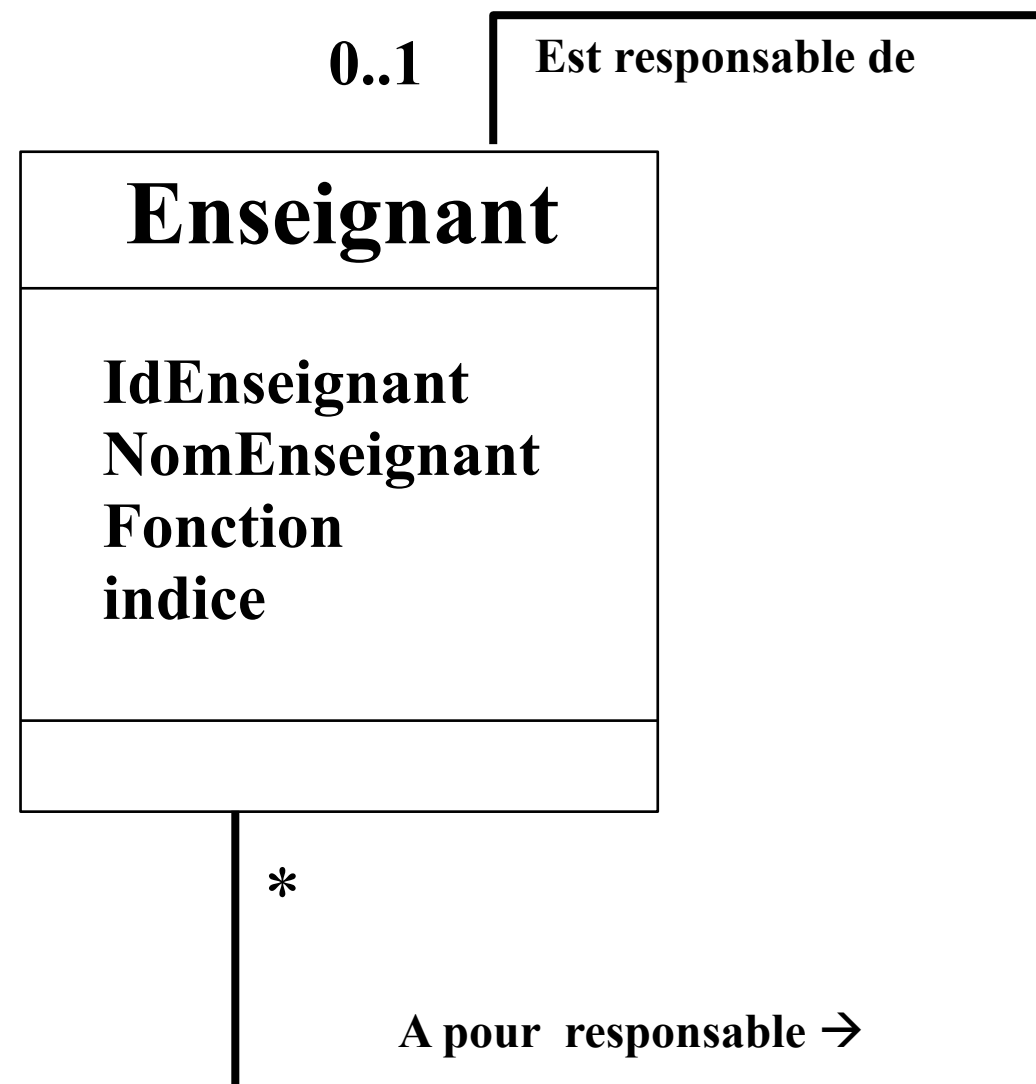 0..1
Est responsable de
Enseignant
IdEnseignant
NomEnseignant
Fonction
indice
*
A pour responsable →